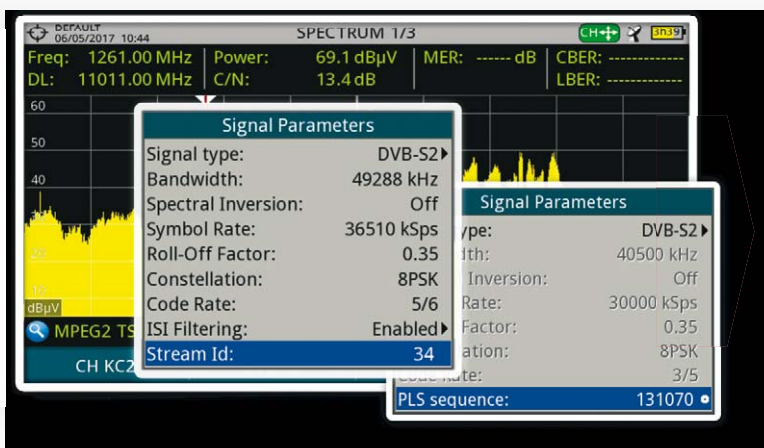 DEFAULT
06/05/2017 10:44
SPECTRUM 1/3
CH
3h39
Freq: 1261.00 MHz Power: 69.1 dBµV MER: ------ dB CBER: -------------
DL: 11011.00 MHz C/N: 13.4 dB LBER: -------------
60
50
40
dBµV
MPEG2 TS
CH KC2
Signal Parameters
Signal type: DVB-S2
Bandwidth: 49288 kHz
Spectral Inversion: Off
Symbol Rate: 36510 kSps
Roll-Off Factor: 0.35
Constellation: 8PSK
Code Rate: 5/6
ISI Filtering: Enabled
Stream Id: 34
Signal Parameters
ype: DVB-S2
dth: 40500 kHz
Inversion: Off
Rate: 30000 kSps
Factor: 0.35
ation: 8PSK
Code Rate: 3/5
PLS sequence: 131070